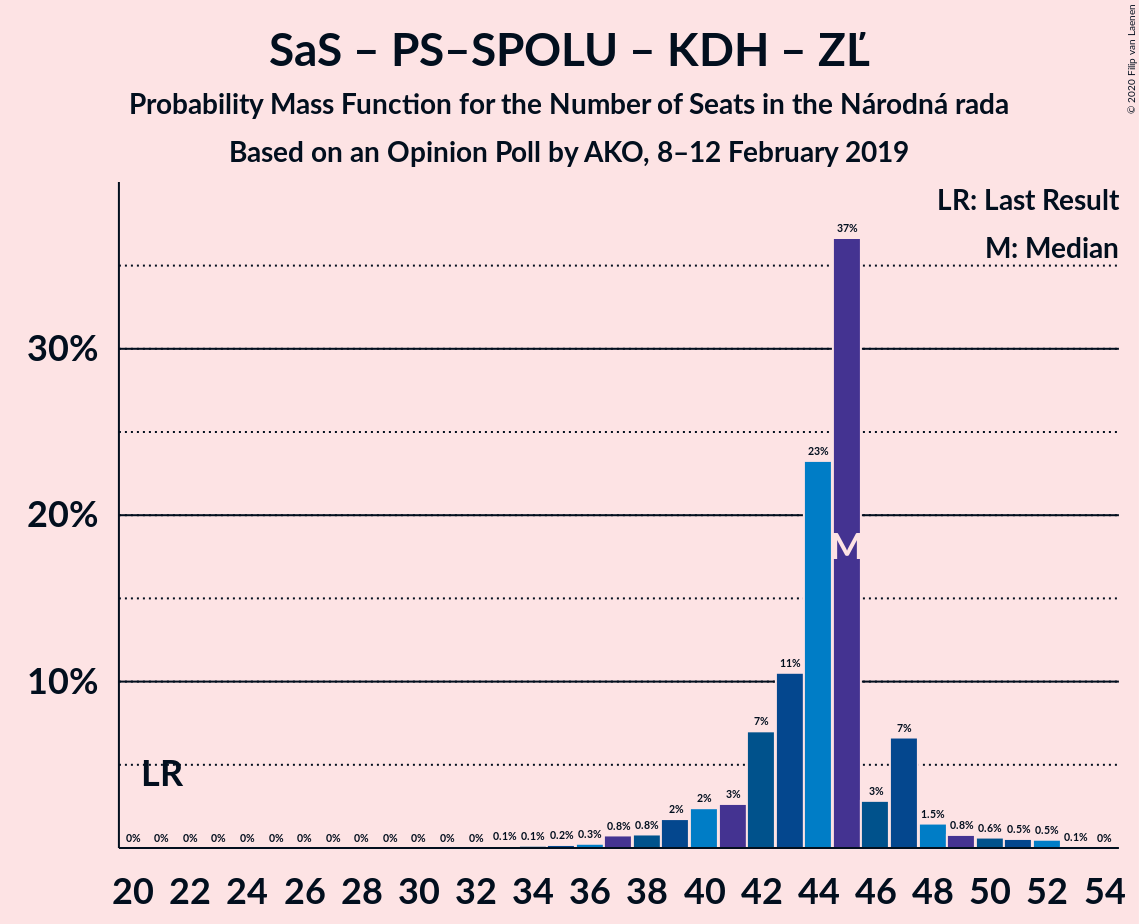 SaS – PS–SPOLU – KDH – ZĽ
Probability Mass Function for the Number of Seats in the Národná rada
Based on an Opinion Poll by AKO, 8–12 February 2019
© 2020 Filip van Laenen
LR: Last Result
M: Median
30%
20%
10%
LR
M
0% 0% 0% 0% 0% 0% 0% 0% 0% 0% 0% 0% 0% 0.1% 0.1% 0.2% 0.3% 0.8% 0.8% 2% 2% 3% 7% 11% 23% 37% 3% 7% 1.5% 0.8% 0.6% 0.5% 0.5% 0.1% 0%
20 22 24 26 28 30 32 34 36 38 40 42 44 46 48 50 52 54